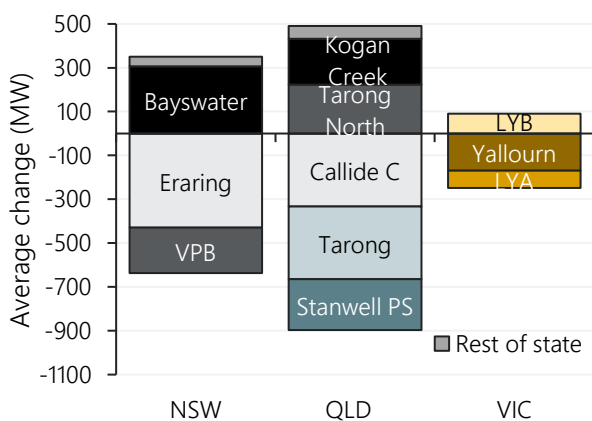 Average change (MW)
500
300
100
-100
-300
-500
-700
-900
-1100
Bayswater
Eraring
VPB
Kogan
Creek
Tarong
North
Callide C
Tarong
Stanwell PS
LYB
Yallourn
LYA
Rest of state
NSW
QLD
VIC